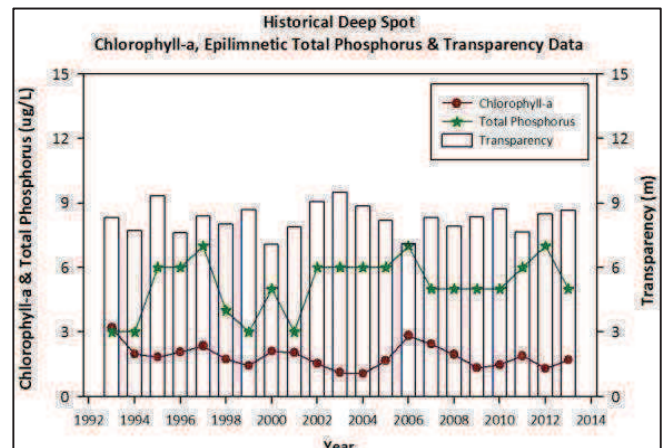 Historical Deep Spot
Chlorophyll-a, Epilimnetic Total Phosphorus & Transparency Data
Chlorophyll-a & Total Phosphorus (ug/L)
15
12
9
6
3
0
Chlorophyll-a
Total Phosphorus
Transparency
15
12
9
6
3
0
Transparency (m)
1992 1994 1996 1998 2000 2002 2004 2006 2008 2010 2012 2014
Year